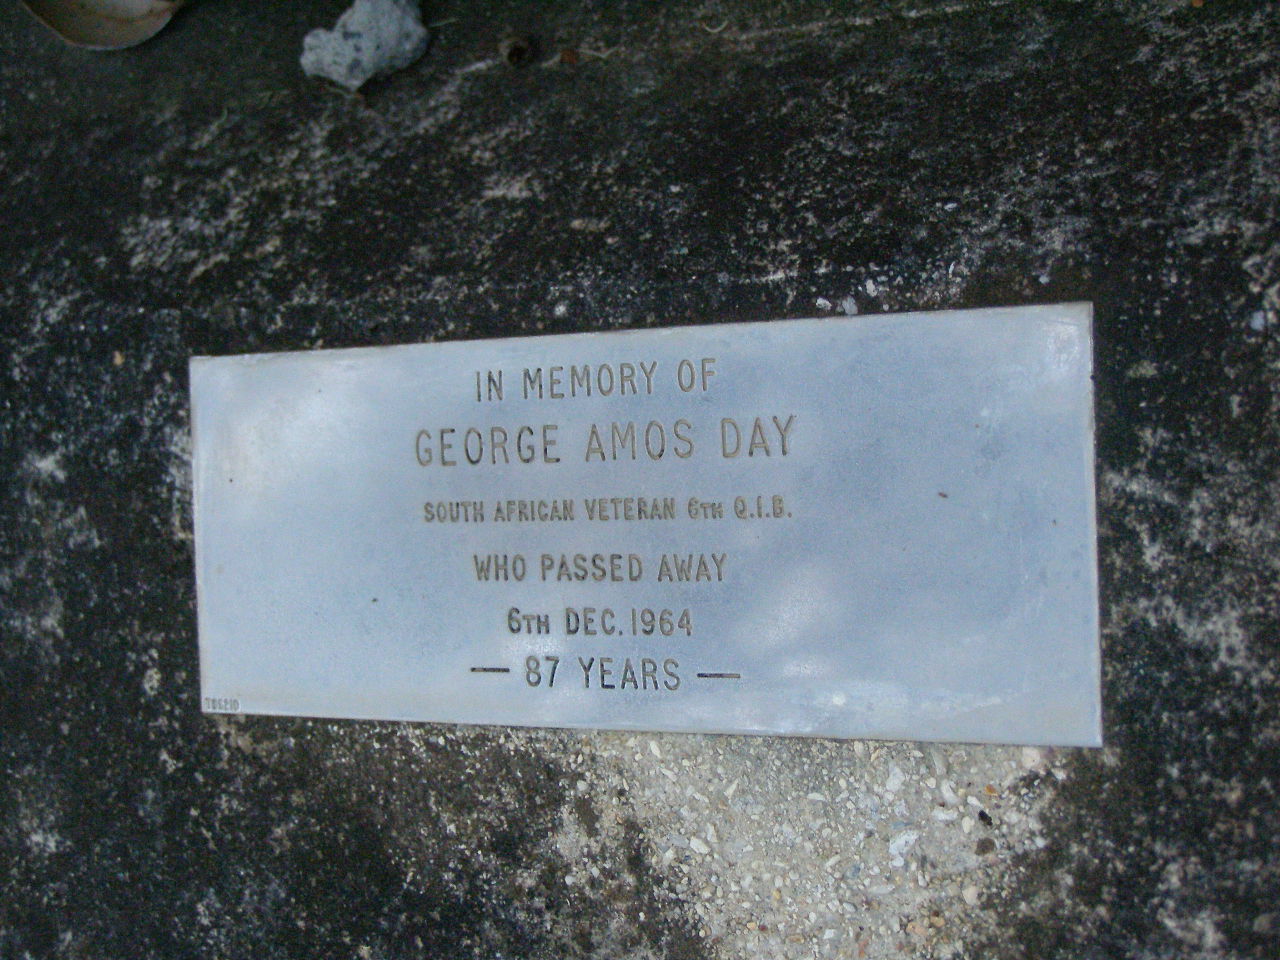 IN MEMORY OF
GEORGE AMOS DAY
SOUTH AFRICAN VETERAN 6TH Q.I.B.
WHO PASSED AWAY
6TH DEC. 1964
— 87 YEARS —